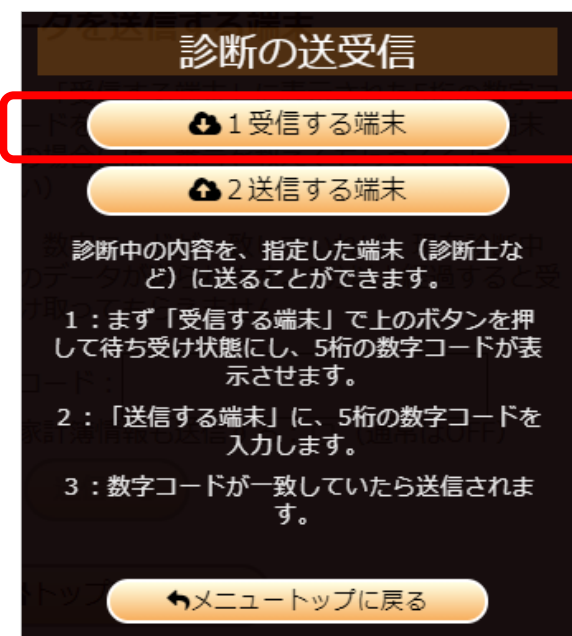 診断の送受信
1 受信する端末
2 送信する端末
診断中の内容を、指定した端末（診断士な
ど）に送ることができます。
1：まず「受信する端末」で上のボタンを押
して待ち受け状態にし、5桁の数字コードが表
示させます。
2：「送信する端末」に、5桁の数字コードを
入力します。
3：数字コードが一致していたら送信されま
す。
メニュートップに戻る